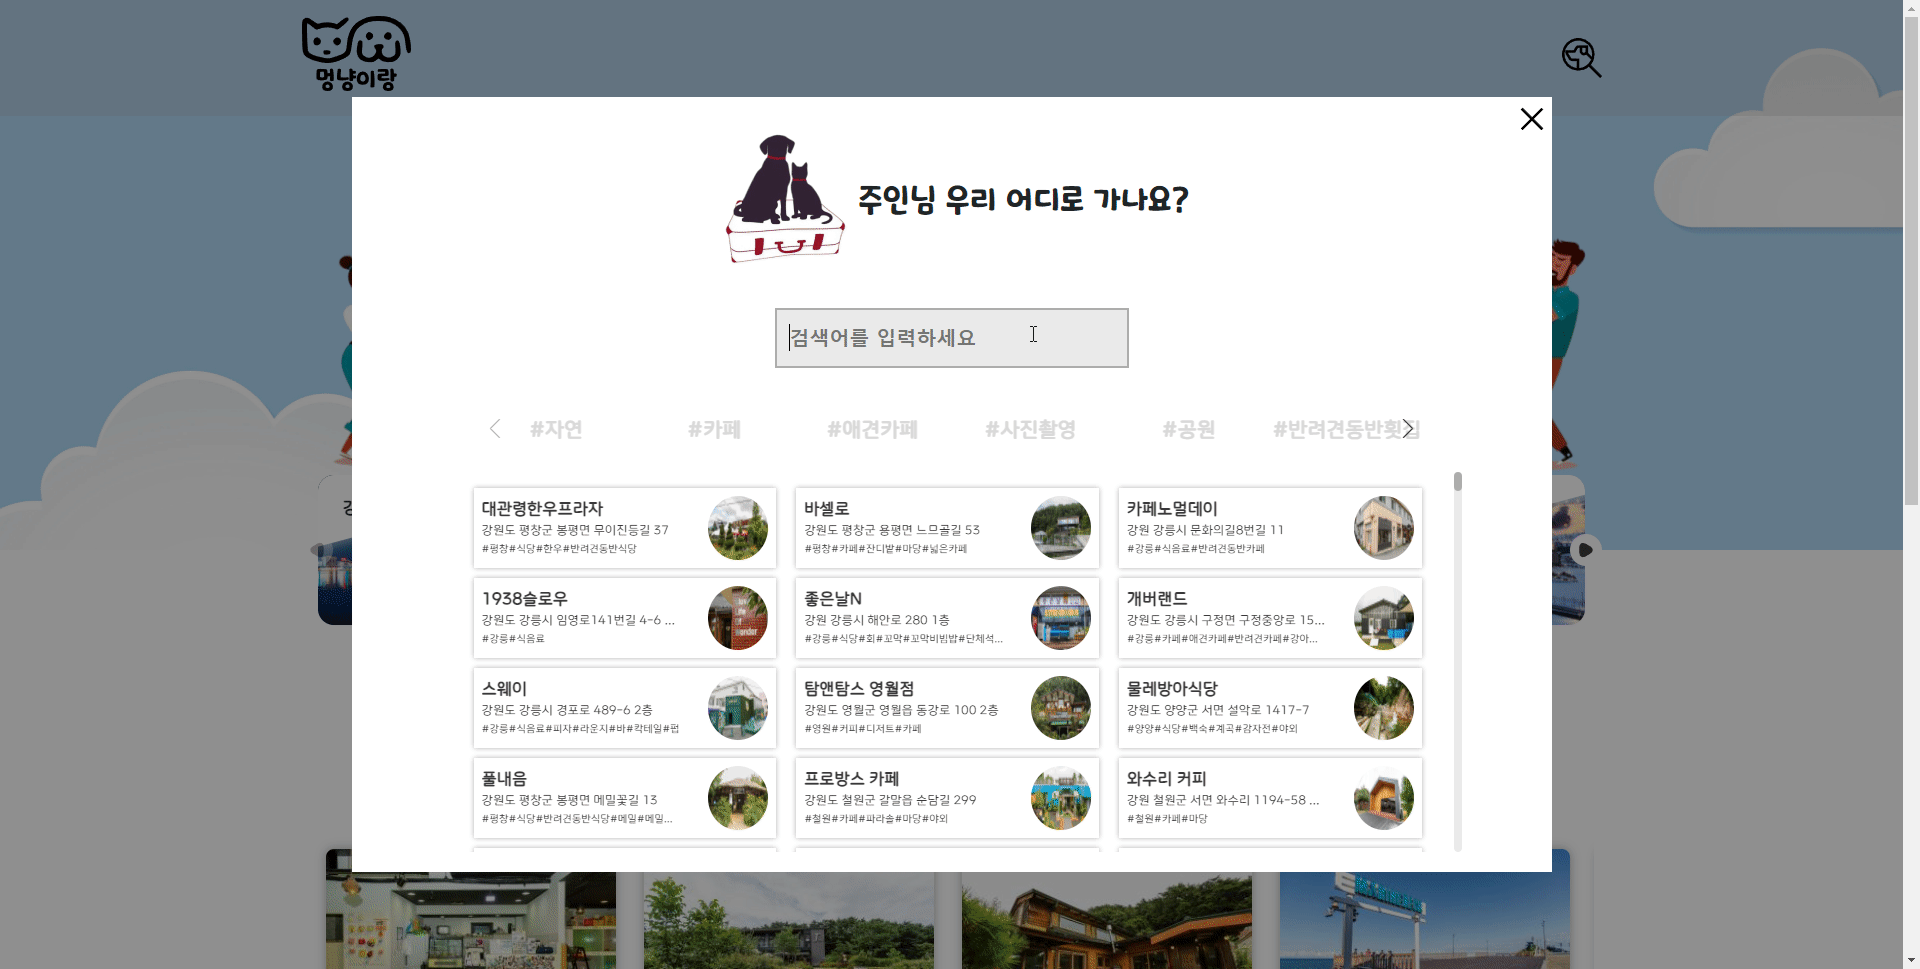 멍냥이랑
주인님 우리 어디로 가나요?
검색어를 입력하세요
#자연 #카페 #애견카페 #사진촬영 #공원 #반려견동반횟집
대관령한우프라자
강원도 평창군 봉평면 무이진등길 37
#평창#식당#한우#반려견동반식당
바셀로
강원도 평창군 용평면 느므골길 53
#평창#카페#잔디밭#마당#넓은카페
카페노멀데이
강원 강릉시 문화의길8번길 11
#강릉#식음료#반려견동반카페
1938슬로우
강원도 강릉시 임영로141번길 4-6 ...
#강릉#식음료
좋은날N
강원 강릉시 해안로 280 1층
#강릉#식당#회#꼬막#꼬막비빔밥#단체석...
개버랜드
강원도 강릉시 구정면 구정중앙로 15...
#강릉#카페#애견카페#반려견카페#강아...
스웨이
강원도 강릉시 경포로 489-6 2층
#강릉#식음료#피자#라운지#바#칵테일#펍
탐앤탐스 영월점
강원도 영월군 영월읍 동강로 100 2층
#영원#커피#디저트#카페
물레방아식당
강원도 양양군 서면 설악로 1417-7
#양양#식당#백숙#계곡#감자전#야외
풀내음
강원도 평창군 봉평면 메밀꽃길 13
#평창#식당#반려견동반식당#메밀#메밀...
프로방스 카페
강원도 철원군 갈말읍 순담길 299
#철원#카페#파라솔#마당#야외
와수리 커피
강원 철원군 서면 와수리 1194-58 ...
#철원#카페#마당